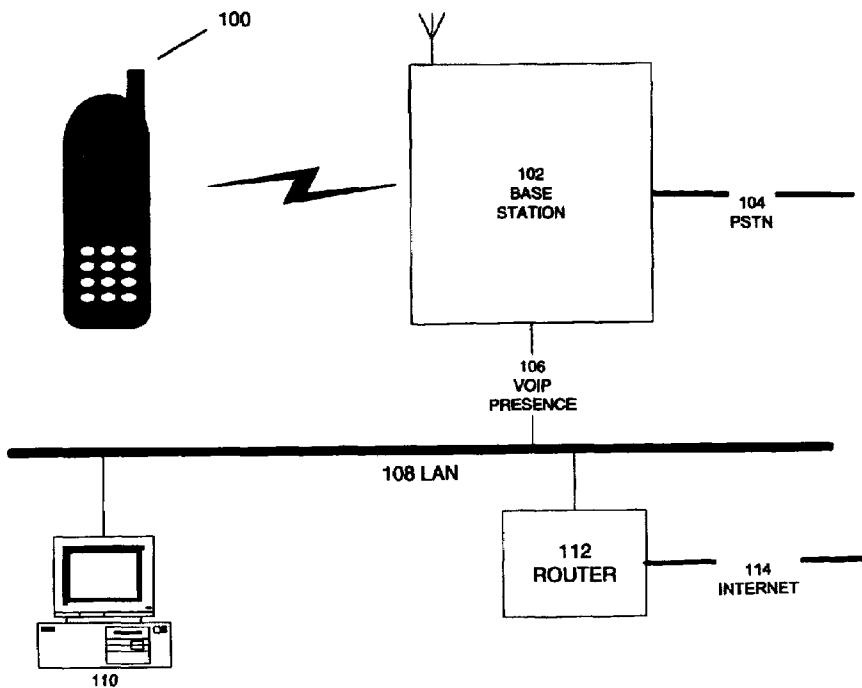 100
102
BASE
STATION
104
PSTN
106
VOIP
PRESENCE
108 LAN
112
ROUTER
114
INTERNET
110